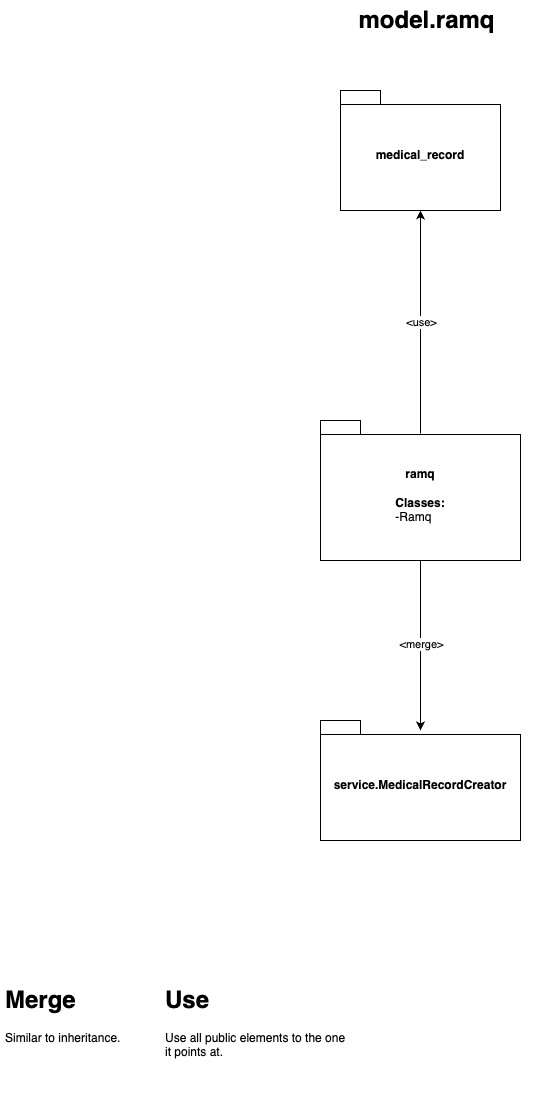 model.ramq
medical_record
<use>
ramq
Classes:
-Ramq
<merge>
service.MedicalRecordCreator
Merge
Similar to inheritance.
Use
Use all public elements to the one
it points at.